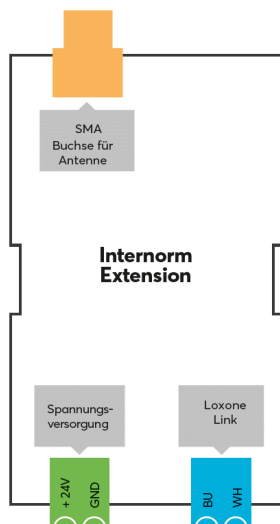 SMA
Buchse für
Antenne
Internorm
Extension
Spannungs-
versorgung
Loxone
Link
+ 24V
GND
BU
WH